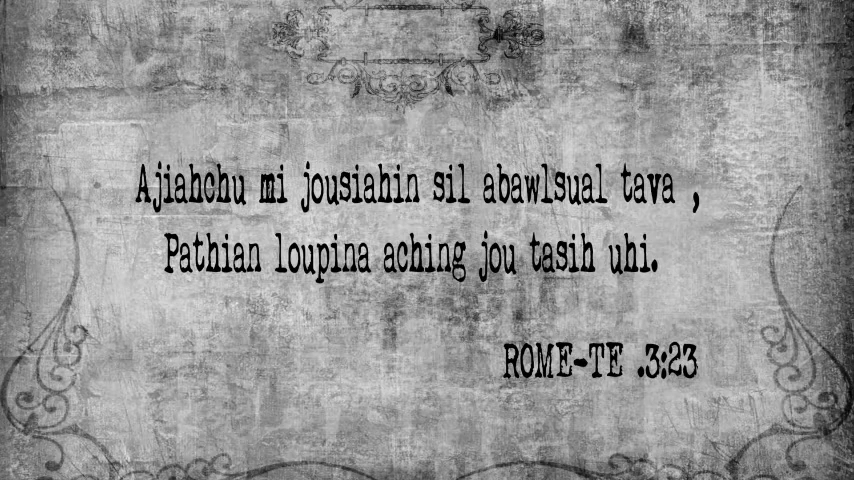 Ajiahchu mi jousiahin sil abawlsual tava ,
Pathian loupina aching jou tasih uhi.
ROME-TE .3:23